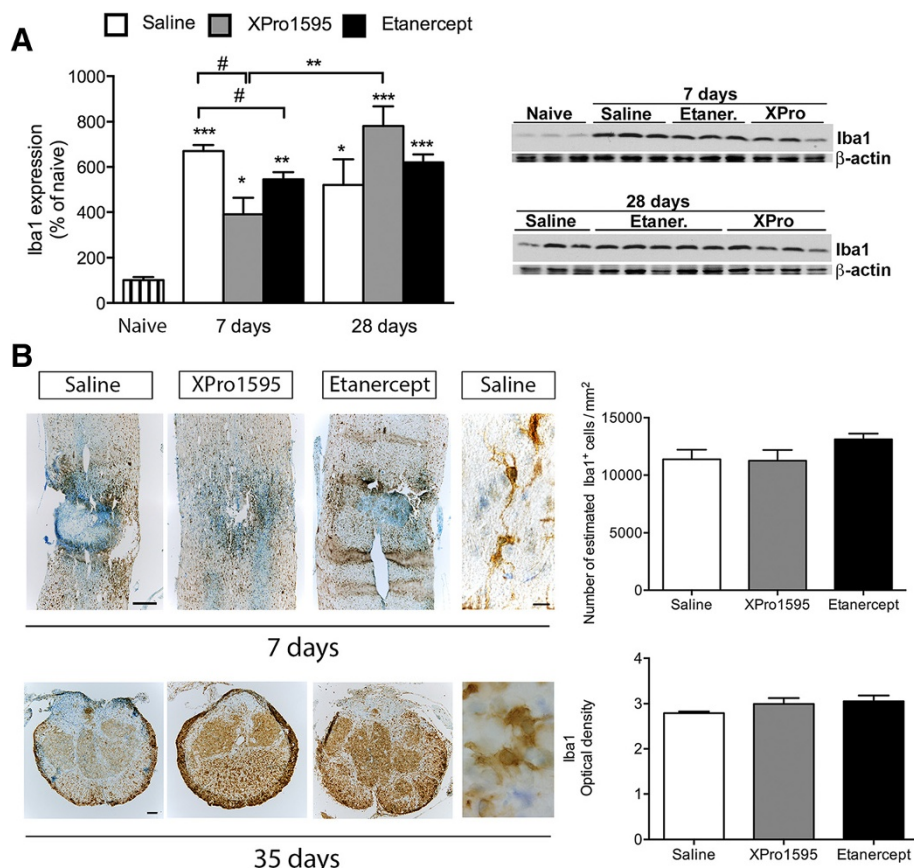 Saline XPro1595 Etanercept
A
Iba1 expression
(% of naive)
1000
800
600
400
200
0
#
**
#
***
*
**
*
***
***
Naive
7 days
28 days
7 days
Naive Saline Etaner. XPro
Iba1
β-actin
28 days
Saline Etaner. XPro
Iba1
β-actin
B
Saline XPro1595 Etanercept Saline
7 days
Number of estimated Iba1+ cells / mm²
15000
10000
5000
0
Saline XPro1595 Etanercept
35 days
Iba1
Optical density
4
3
2
1
0
Saline XPro1595 Etanercept